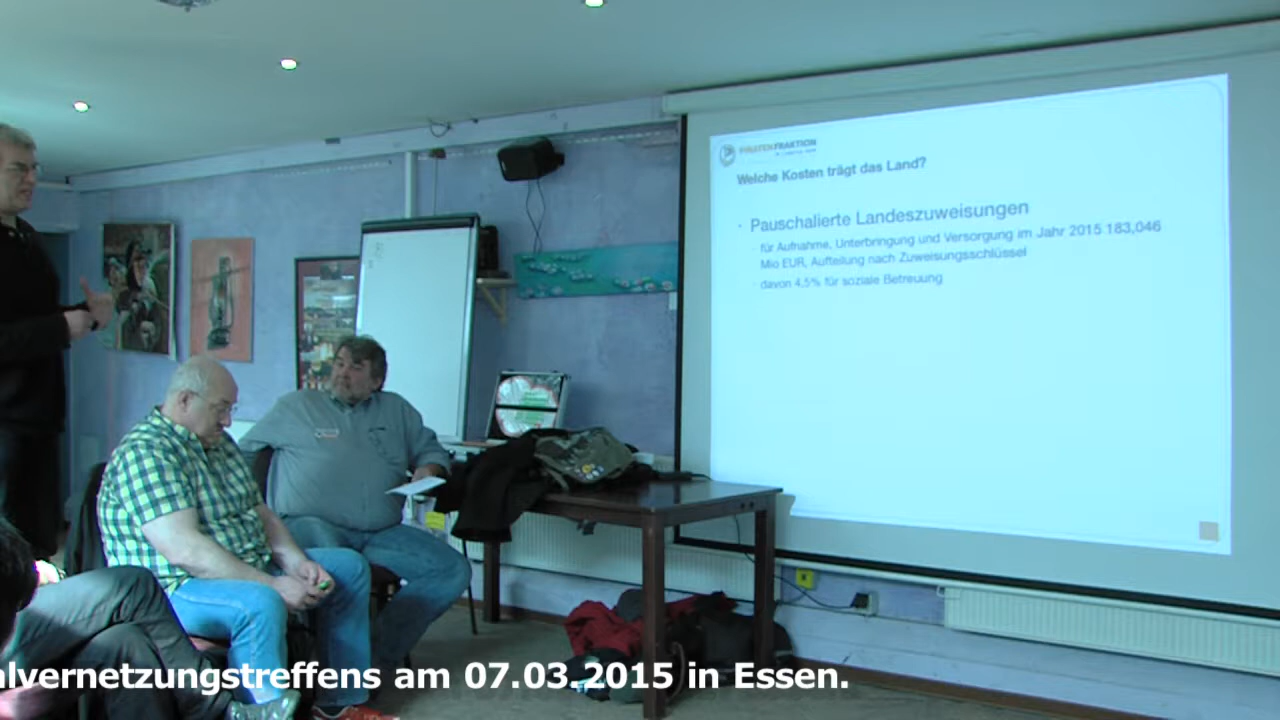 PIRATENFRAKTION
Welche Kosten trägt das Land?
· Pauschalierte Landeszuweisungen
für Aufnahme, Unterbringung und Versorgung im Jahr 2015 183,046
Mio EUR, Aufteilung nach Zuweisungsschlüssel
davon 4,5% für soziale Betreuung
alvernetzungstreffens am 07.03.2015 in Essen.